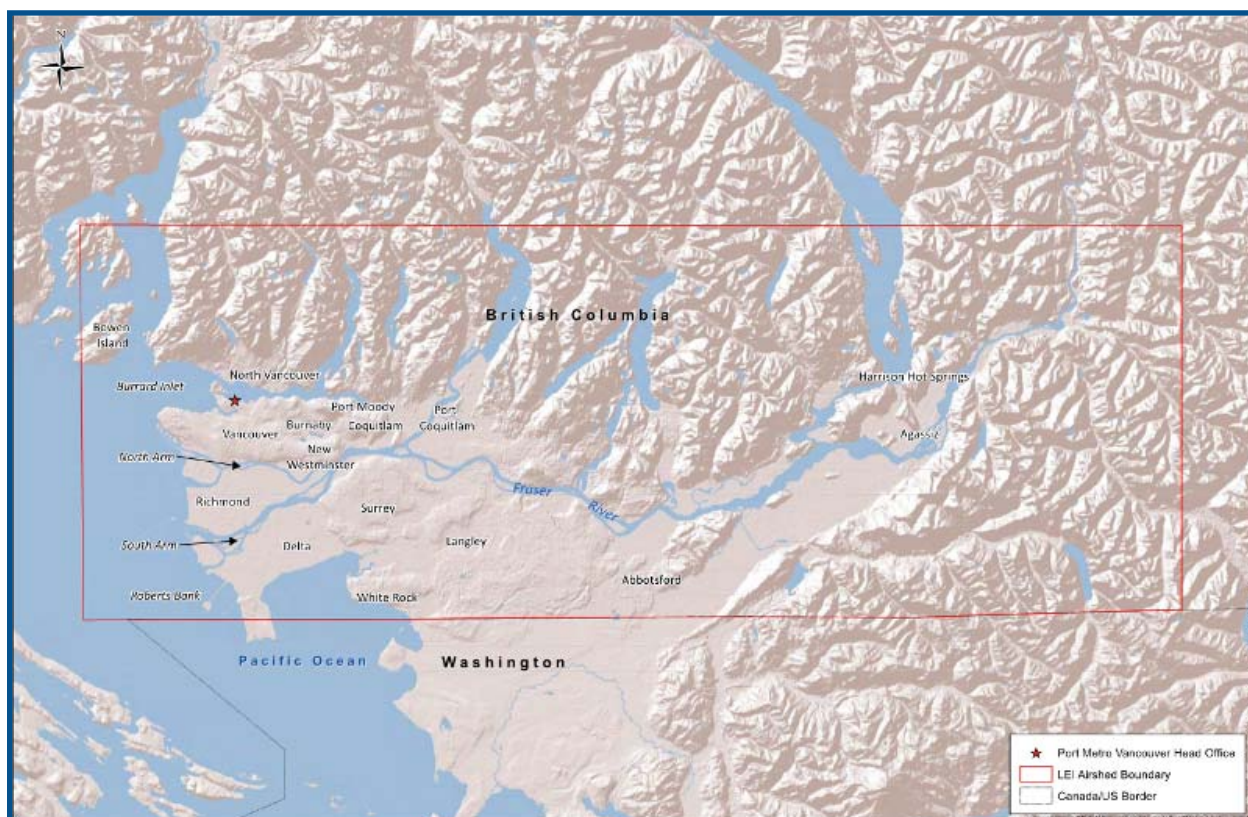 N
British Columbia
Bowen
Island
Burrard Inlet
North Vancouver
Harrison Hot Springs
Port Moody
Port
Coquitlam
Burnaby
Coquitlam
Vancouver
Agassiz
New
Westminster
North Arm
Fraser
River
Richmond
Surrey
South Arm
Delta
Langley
Abbotsford
Roberts Bank
White Rock
Pacific Ocean
Washington
Port Metro Vancouver Head Office
LEI Airshed Boundary
Canada/US Border